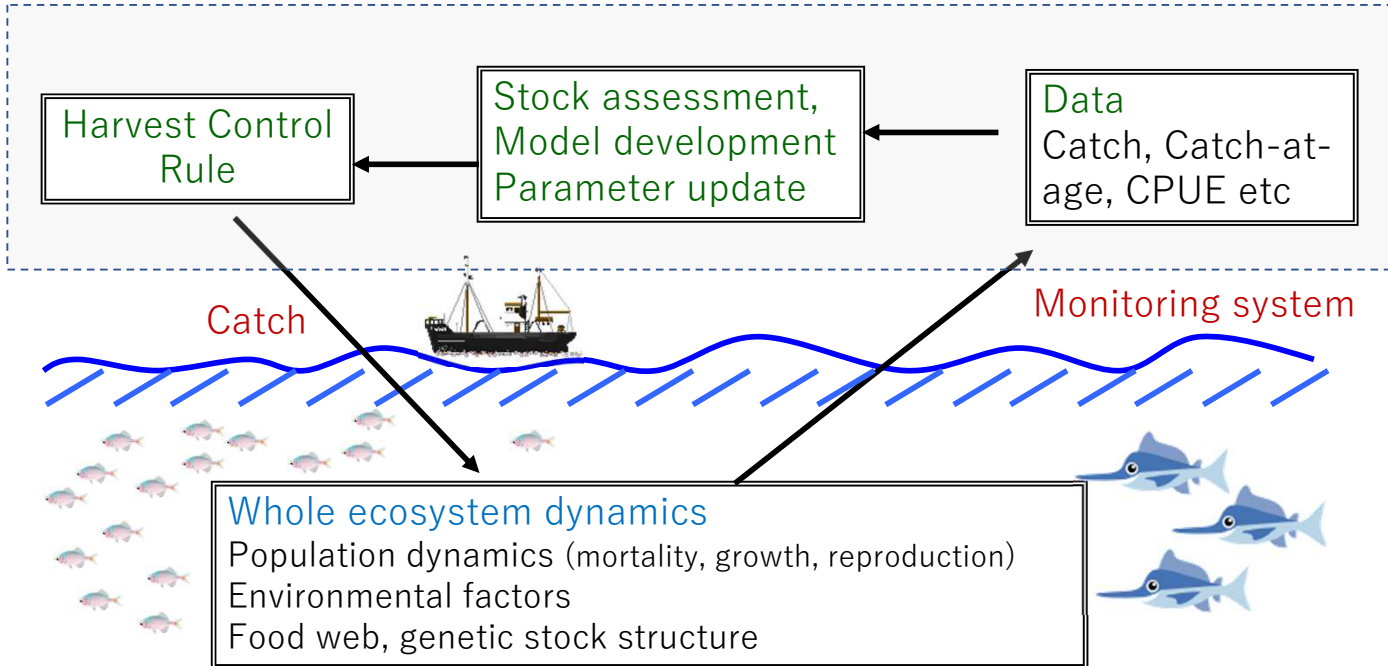 Harvest Control
Rule
Stock assessment,
Model development
Parameter update
Data
Catch, Catch-at-
age, CPUE etc
Catch
Monitoring system
Whole ecosystem dynamics
Population dynamics (mortality, growth, reproduction)
Environmental factors
Food web, genetic stock structure